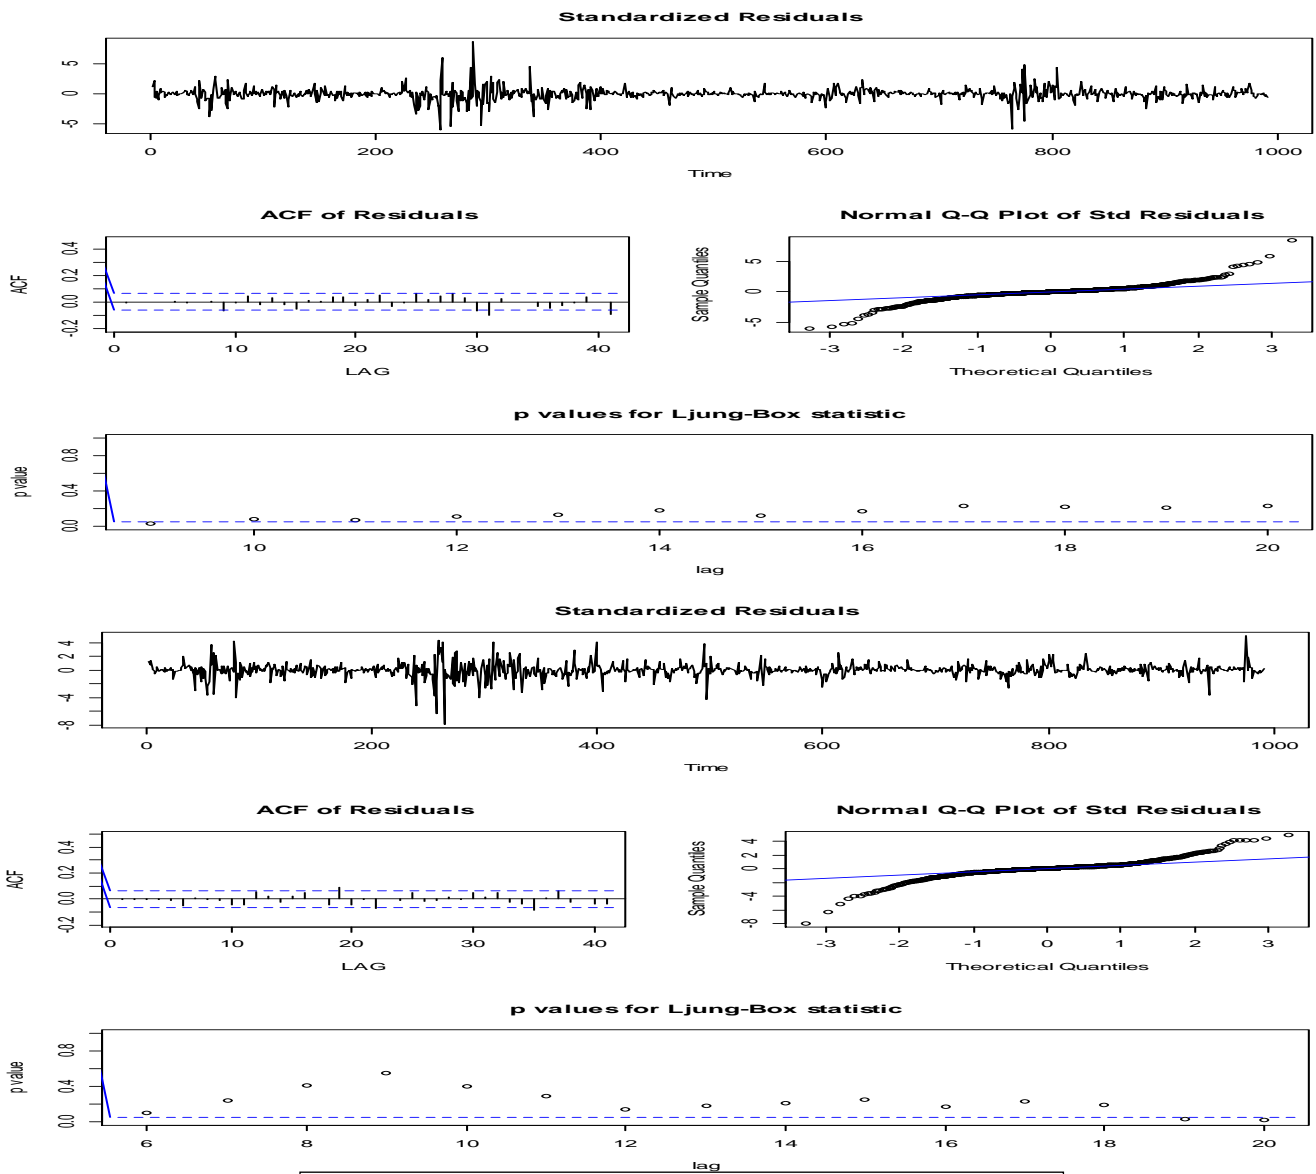 Standardized Residuals
-5 0 5
0 200 400 600 800 1000
Time
ACF of Residuals
ACF
-0.2 0.0 0.2 0.4
0 10 20 30 40
LAG
Normal Q-Q Plot of Std Residuals
Sample Quantiles
-5 0 5
-3 -2 -1 0 1 2 3
Theoretical Quantiles
p values for Ljung-Box statistic
p value
0.0 0.4 0.8
10 12 14 16 18 20
lag
Standardized Residuals
-8 -4 0 2 4
0 200 400 600 800 1000
Time
ACF of Residuals
ACF
-0.2 0.0 0.2 0.4
0 10 20 30 40
LAG
Normal Q-Q Plot of Std Residuals
Sample Quantiles
-8 -4 0 2 4
-3 -2 -1 0 1 2 3
Theoretical Quantiles
p values for Ljung-Box statistic
p value
0.0 0.4 0.8
6 8 10 12 14 16 18 20
lag